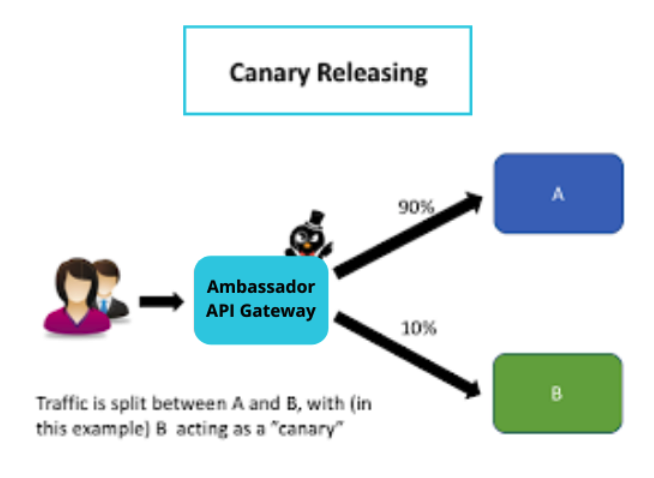 Canary Releasing
90%
A
Ambassador
API Gateway
10%
B
Traffic is split between A and B, with (in
this example) B acting as a "canary"